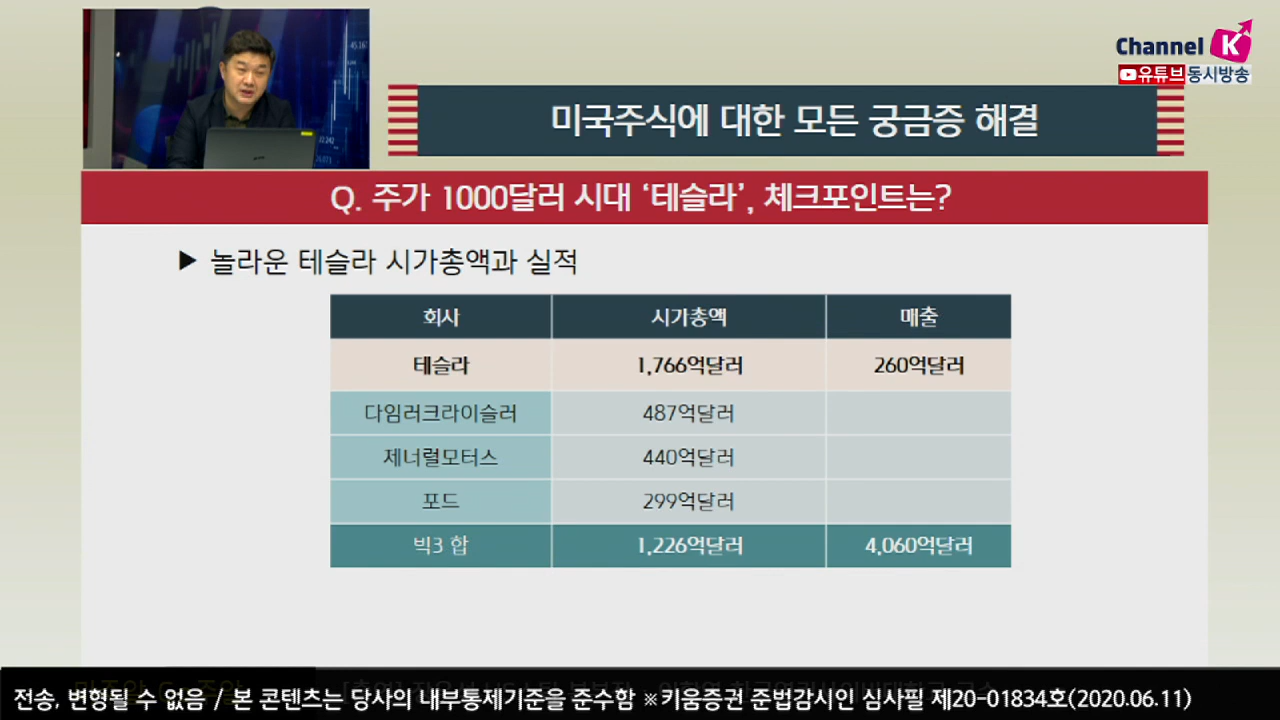 Channel K
유튜브 동시방송
미국주식에 대한 모든 궁금증 해결
Q. 주가 1000달러 시대 ‘테슬라’, 체크포인트는?
▶ 놀라운 테슬라 시가총액과 실적
회사 시가총액 매출
테슬라 1,766억달러 260억달러
다임러크라이슬러 487억달러
제너럴모터스 440억달러
포드 299억달러
빅3 합 1,226억달러 4,060억달러
전송, 변형될 수 없음 / 본 콘텐츠는 당사의 내부통제기준을 준수함 ※키움증권 준법감시인 심사필 제20-01834호(2020.06.11)